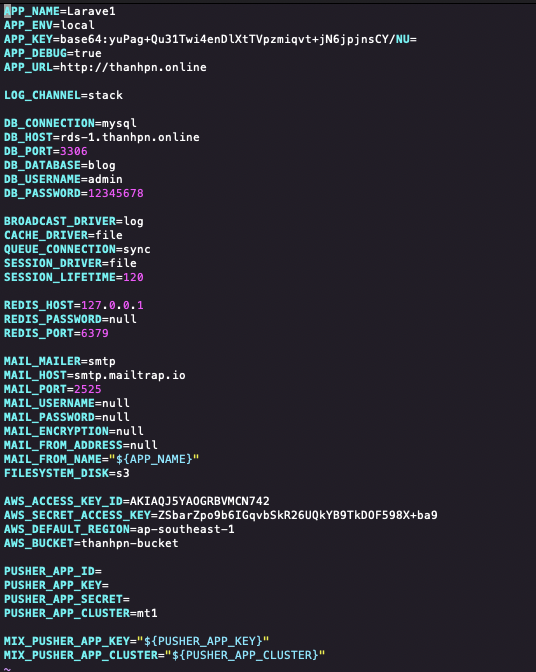 APP_NAME=Laravel
APP_ENV=local
APP_KEY=base64:yuPag+Qu31Twi4enDlXtTVpzmiqvt+jN6jpjnsCY/NU=
APP_DEBUG=true
APP_URL=http://thanhpn.online
LOG_CHANNEL=stack
DB_CONNECTION=mysql
DB_HOST=rds-1.thanhpn.online
DB_PORT=3306
DB_DATABASE=blog
DB_USERNAME=admin
DB_PASSWORD=12345678
BROADCAST_DRIVER=log
CACHE_DRIVER=file
QUEUE_CONNECTION=sync
SESSION_DRIVER=file
SESSION_LIFETIME=120
REDIS_HOST=127.0.0.1
REDIS_PASSWORD=null
REDIS_PORT=6379
MAIL_MAILER=smtp
MAIL_HOST=smtp.mailtrap.io
MAIL_PORT=2525
MAIL_USERNAME=null
MAIL_PASSWORD=null
MAIL_ENCRYPTION=null
MAIL_FROM_ADDRESS=null
MAIL_FROM_NAME="${APP_NAME}"
FILESYSTEM_DISK=s3
AWS_ACCESS_KEY_ID=AKIAQJ5YAOGRBVMCN742
AWS_SECRET_ACCESS_KEY=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
AWS_DEFAULT_REGION=ap-southeast-1
AWS_BUCKET=thanhpn-bucket
PUSHER_APP_ID=
PUSHER_APP_KEY=
PUSHER_APP_SECRET=
PUSHER_APP_CLUSTER=mt1
MIX_PUSHER_APP_KEY="${PUSHER_APP_KEY}"
MIX_PUSHER_APP_CLUSTER="${PUSHER_APP_CLUSTER}"
~